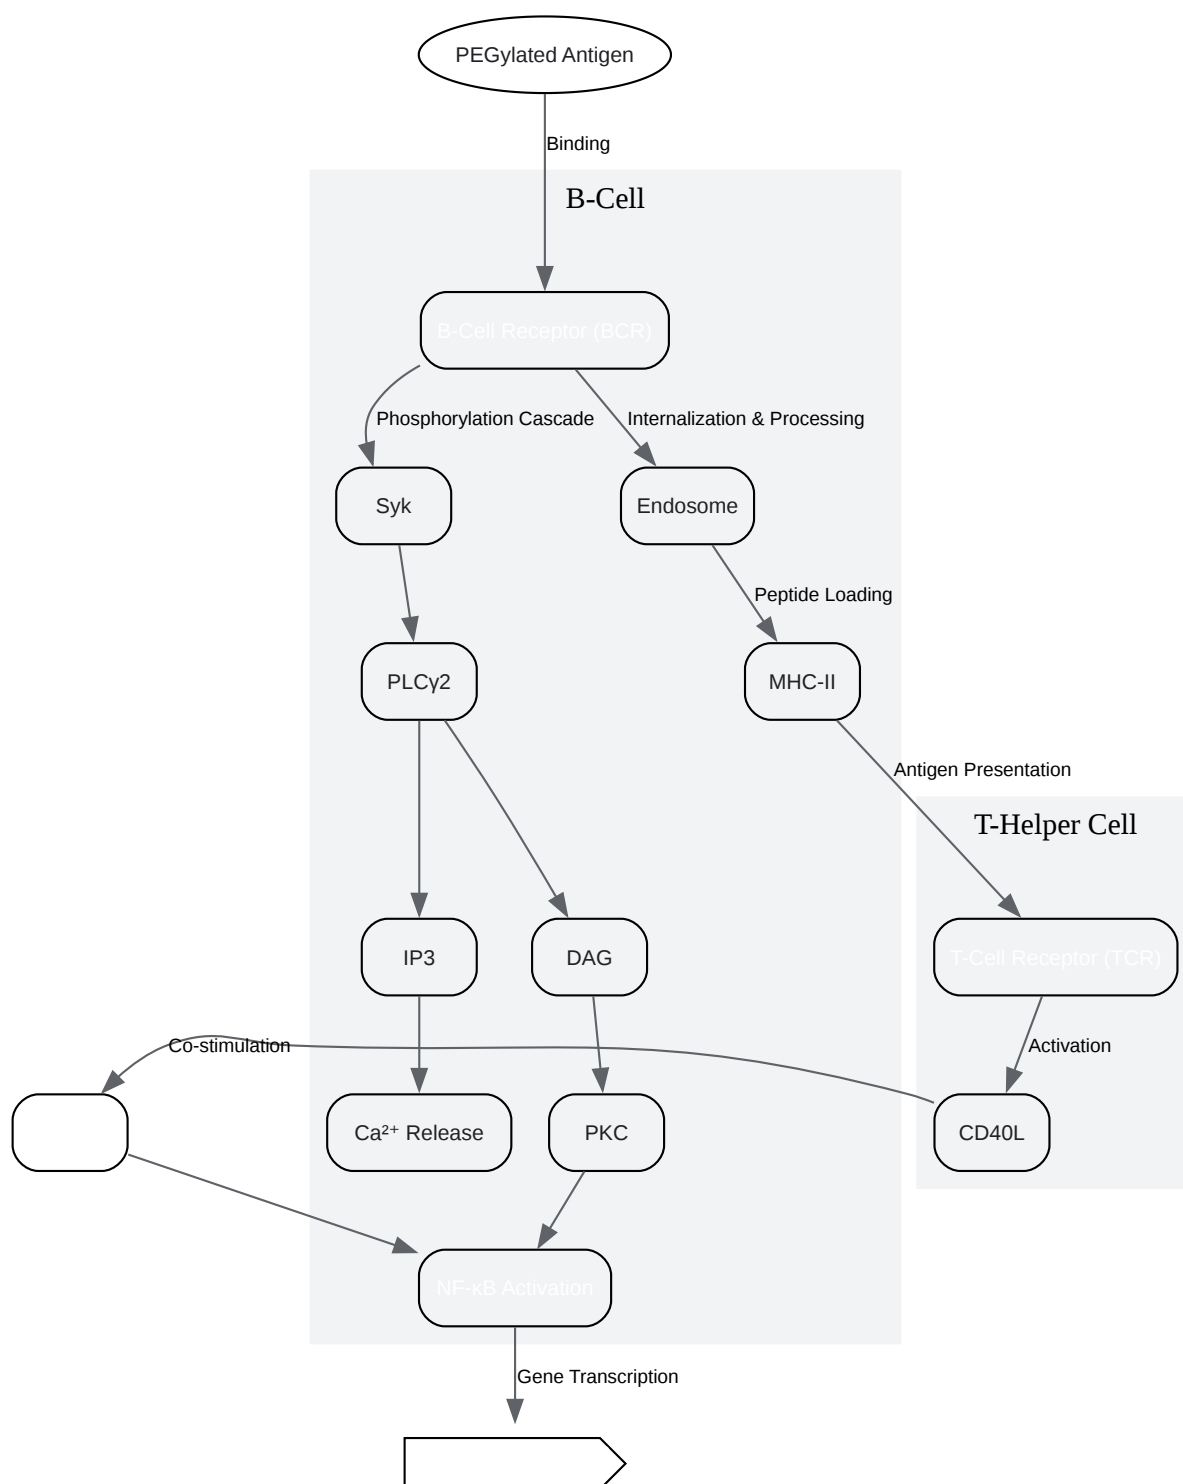 PEGylated Antigen
Binding
B-Cell
B-Cell Receptor (BCR)
Phosphorylation Cascade
Internalization & Processing
Syk
Endosome
Peptide Loading
PLCγ2
MHC-II
Antigen Presentation
T-Helper Cell
IP3
DAG
T-Cell Receptor (TCR)
Co-stimulation
Activation
Ca²⁺ Release
PKC
CD40L
NF-κB Activation
Gene Transcription